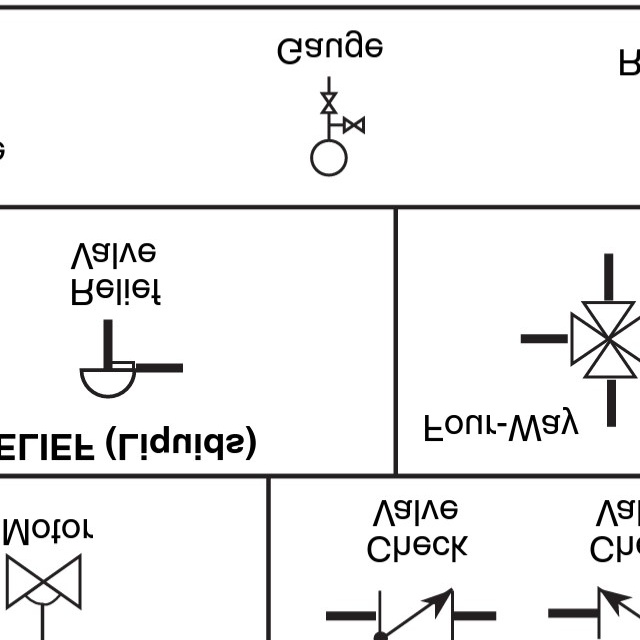 Check
Valve
Motor
ELIEF (Liquids)
Four-Way
Relief
Valve
Gauge